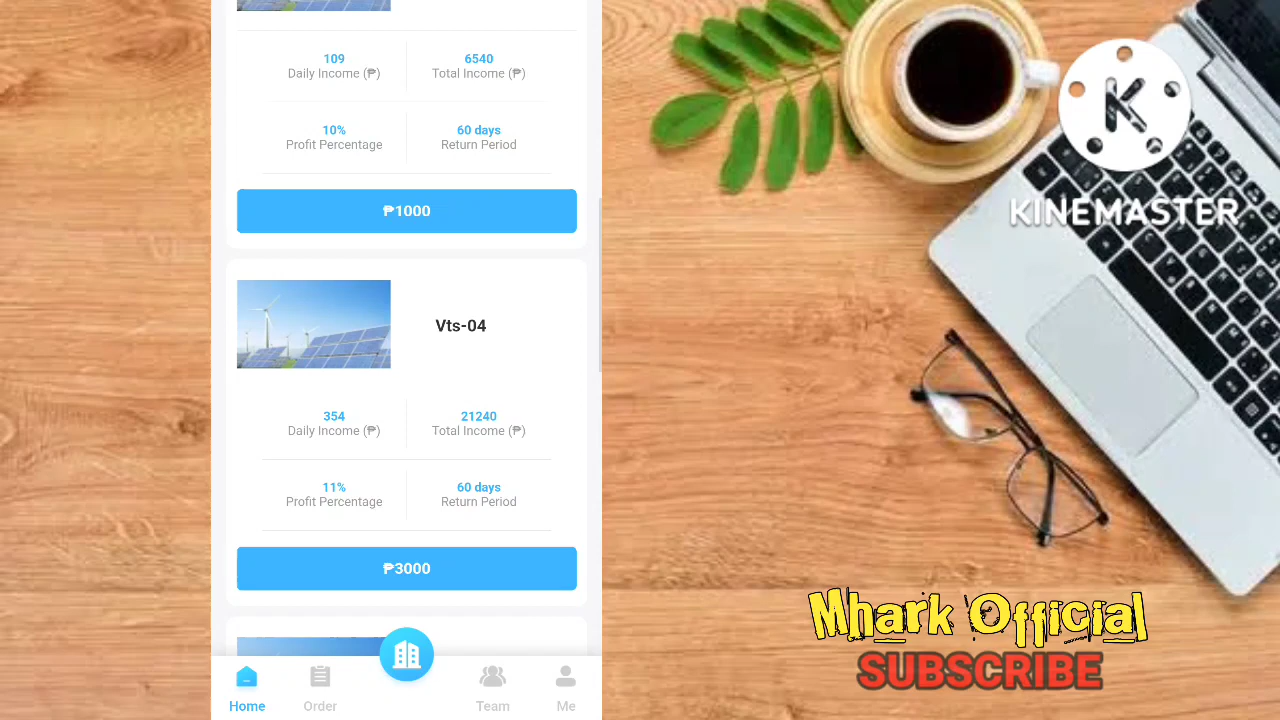 109
Daily Income (₱)
6540
Total Income (₱)
10%
Profit Percentage
60 days
Return Period
₱1000
Vts-04
354
Daily Income (₱)
21240
Total Income (₱)
11%
Profit Percentage
60 days
Return Period
₱3000
Home
Order
Team
Me
K
KINEMASTER
Mhark Official
SUBSCRIBE